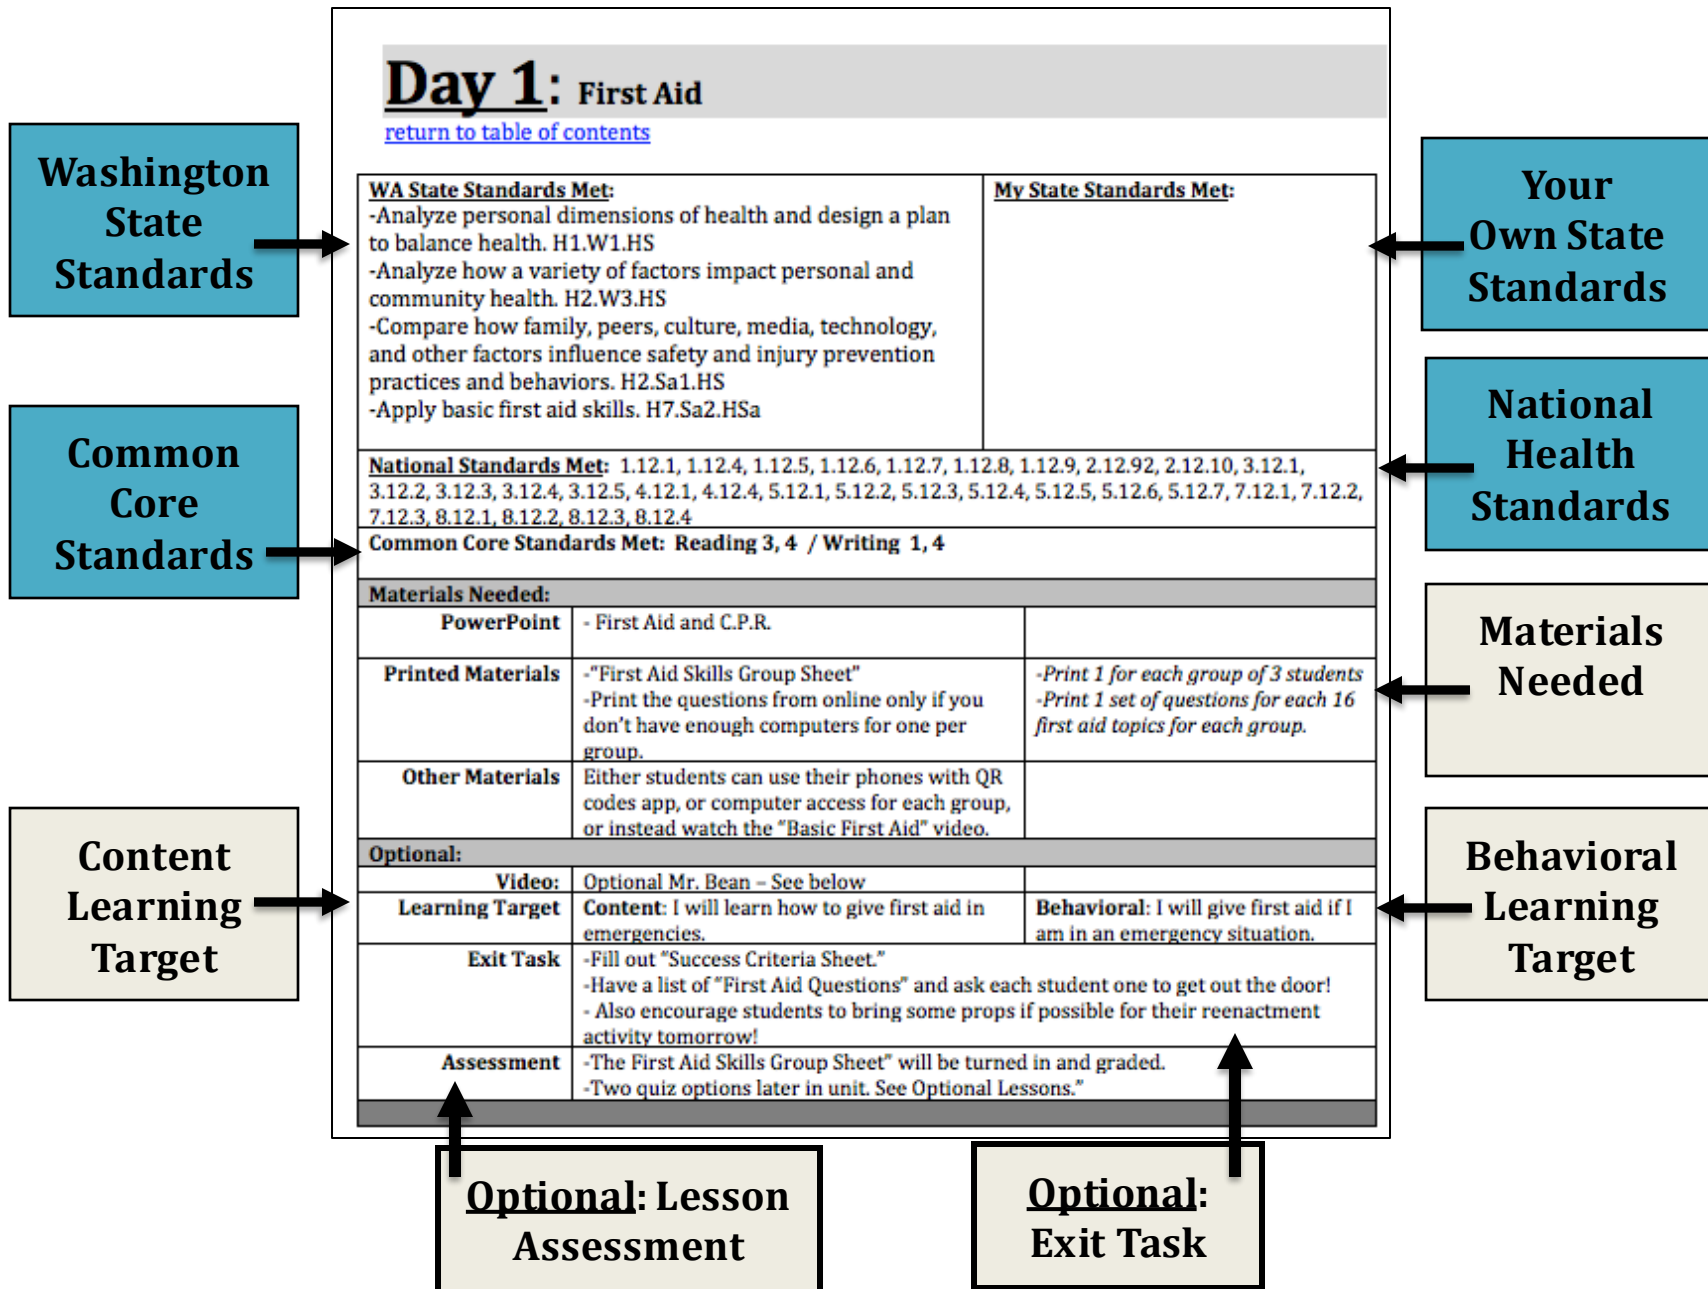 Day 1: First Aid
return to table of contents
Washington
State
Standards
Common
Core
Standards
Content
Learning
Target
WA State Standards Met:
-Analyze personal dimensions of health and design a plan
to balance health. H1.W1.HS
-Analyze how a variety of factors impact personal and
community health. H2.W3.HS
-Compare how family, peers, culture, media, technology,
and other factors influence safety and injury prevention
practices and behaviors. H2.Sa1.HS
-Apply basic first aid skills. H7.Sa2.HSa
My State Standards Met:
National Standards Met: 1.12.1, 1.12.4, 1.12.5, 1.12.6, 1.12.7, 1.12.8, 1.12.9, 2.12.92, 2.12.10, 3.12.1,
3.12.2, 3.12.3, 3.12.4, 3.12.5, 4.12.1, 4.12.4, 5.12.1, 5.12.2, 5.12.3, 5.12.4, 5.12.5, 5.12.6, 5.12.7, 7.12.1, 7.12.2,
7.12.3, 8.12.1, 8.12.2, 8.12.3, 8.12.4
Common Core Standards Met: Reading 3, 4 / Writing 1, 4
Materials Needed:
PowerPoint
- First Aid and C.P.R.
Printed Materials
-"First Aid Skills Group Sheet"
-Print the questions from online only if you
don't have enough computers for one per
group.
-Print 1 for each group of 3 students
-Print 1 set of questions for each 16
first aid topics for each group.
Other Materials
Either students can use their phones with QR
codes app, or computer access for each group,
or instead watch the "Basic First Aid" video.
Optional:
Video:
Optional Mr. Bean – See below
Learning Target
Content: I will learn how to give first aid in
emergencies.
Behavioral: I will give first aid if I
am in an emergency situation.
Exit Task
-Fill out "Success Criteria Sheet."
-Have a list of "First Aid Questions" and ask each student one to get out the door!
- Also encourage students to bring some props if possible for their reenactment
activity tomorrow!
Assessment
-The First Aid Skills Group Sheet" will be turned in and graded.
-Two quiz options later in unit. See Optional Lessons."
Your
Own State
Standards
National
Health
Standards
Materials
Needed
Behavioral
Learning
Target
Optional: Lesson
Assessment
Optional:
Exit Task